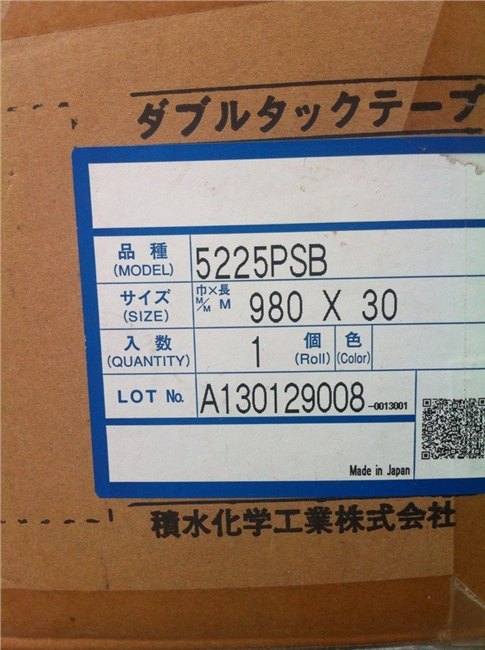 ダブルタックテープ
品種
(MODEL)
5225PSB
サイズ
(SIZE)
巾×長
M/M M
980 X 30
入数
(QUANTITY)
1
個
(Roll)
色
(Color)
LOT No.
A130129008-0013001
Made in Japan
積水化学工業株式会社